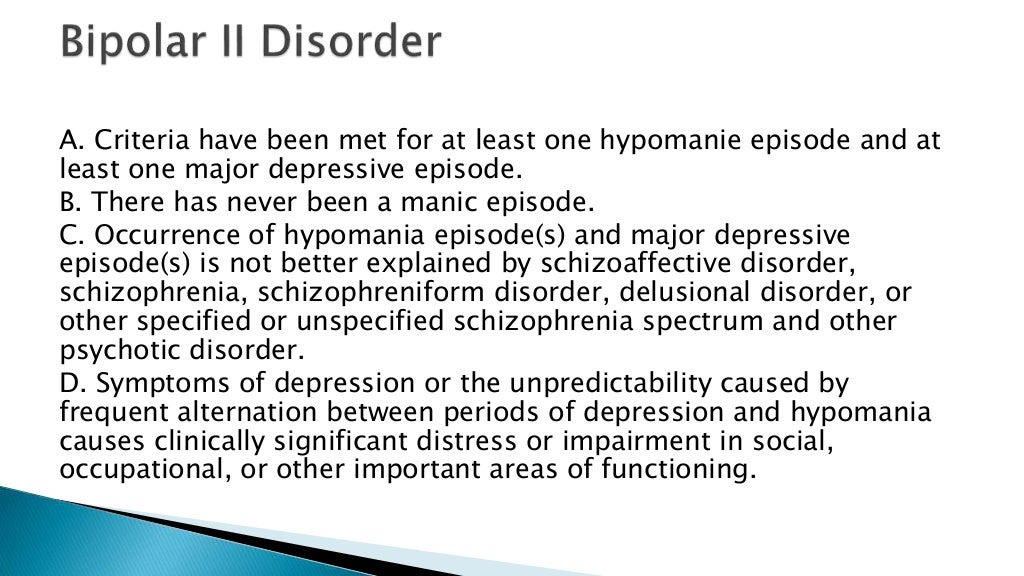 Bipolar II Disorder
A. Criteria have been met for at least one hypomanie episode and at
least one major depressive episode.
B. There has never been a manic episode.
C. Occurrence of hypomania episode(s) and major depressive
episode(s) is not better explained by schizoaffective disorder,
schizophrenia, schizophreniform disorder, delusional disorder, or
other specified or unspecified schizophrenia spectrum and other
psychotic disorder.
D. Symptoms of depression or the unpredictability caused by
frequent alternation between periods of depression and hypomania
causes clinically significant distress or impairment in social,
occupational, or other important areas of functioning.